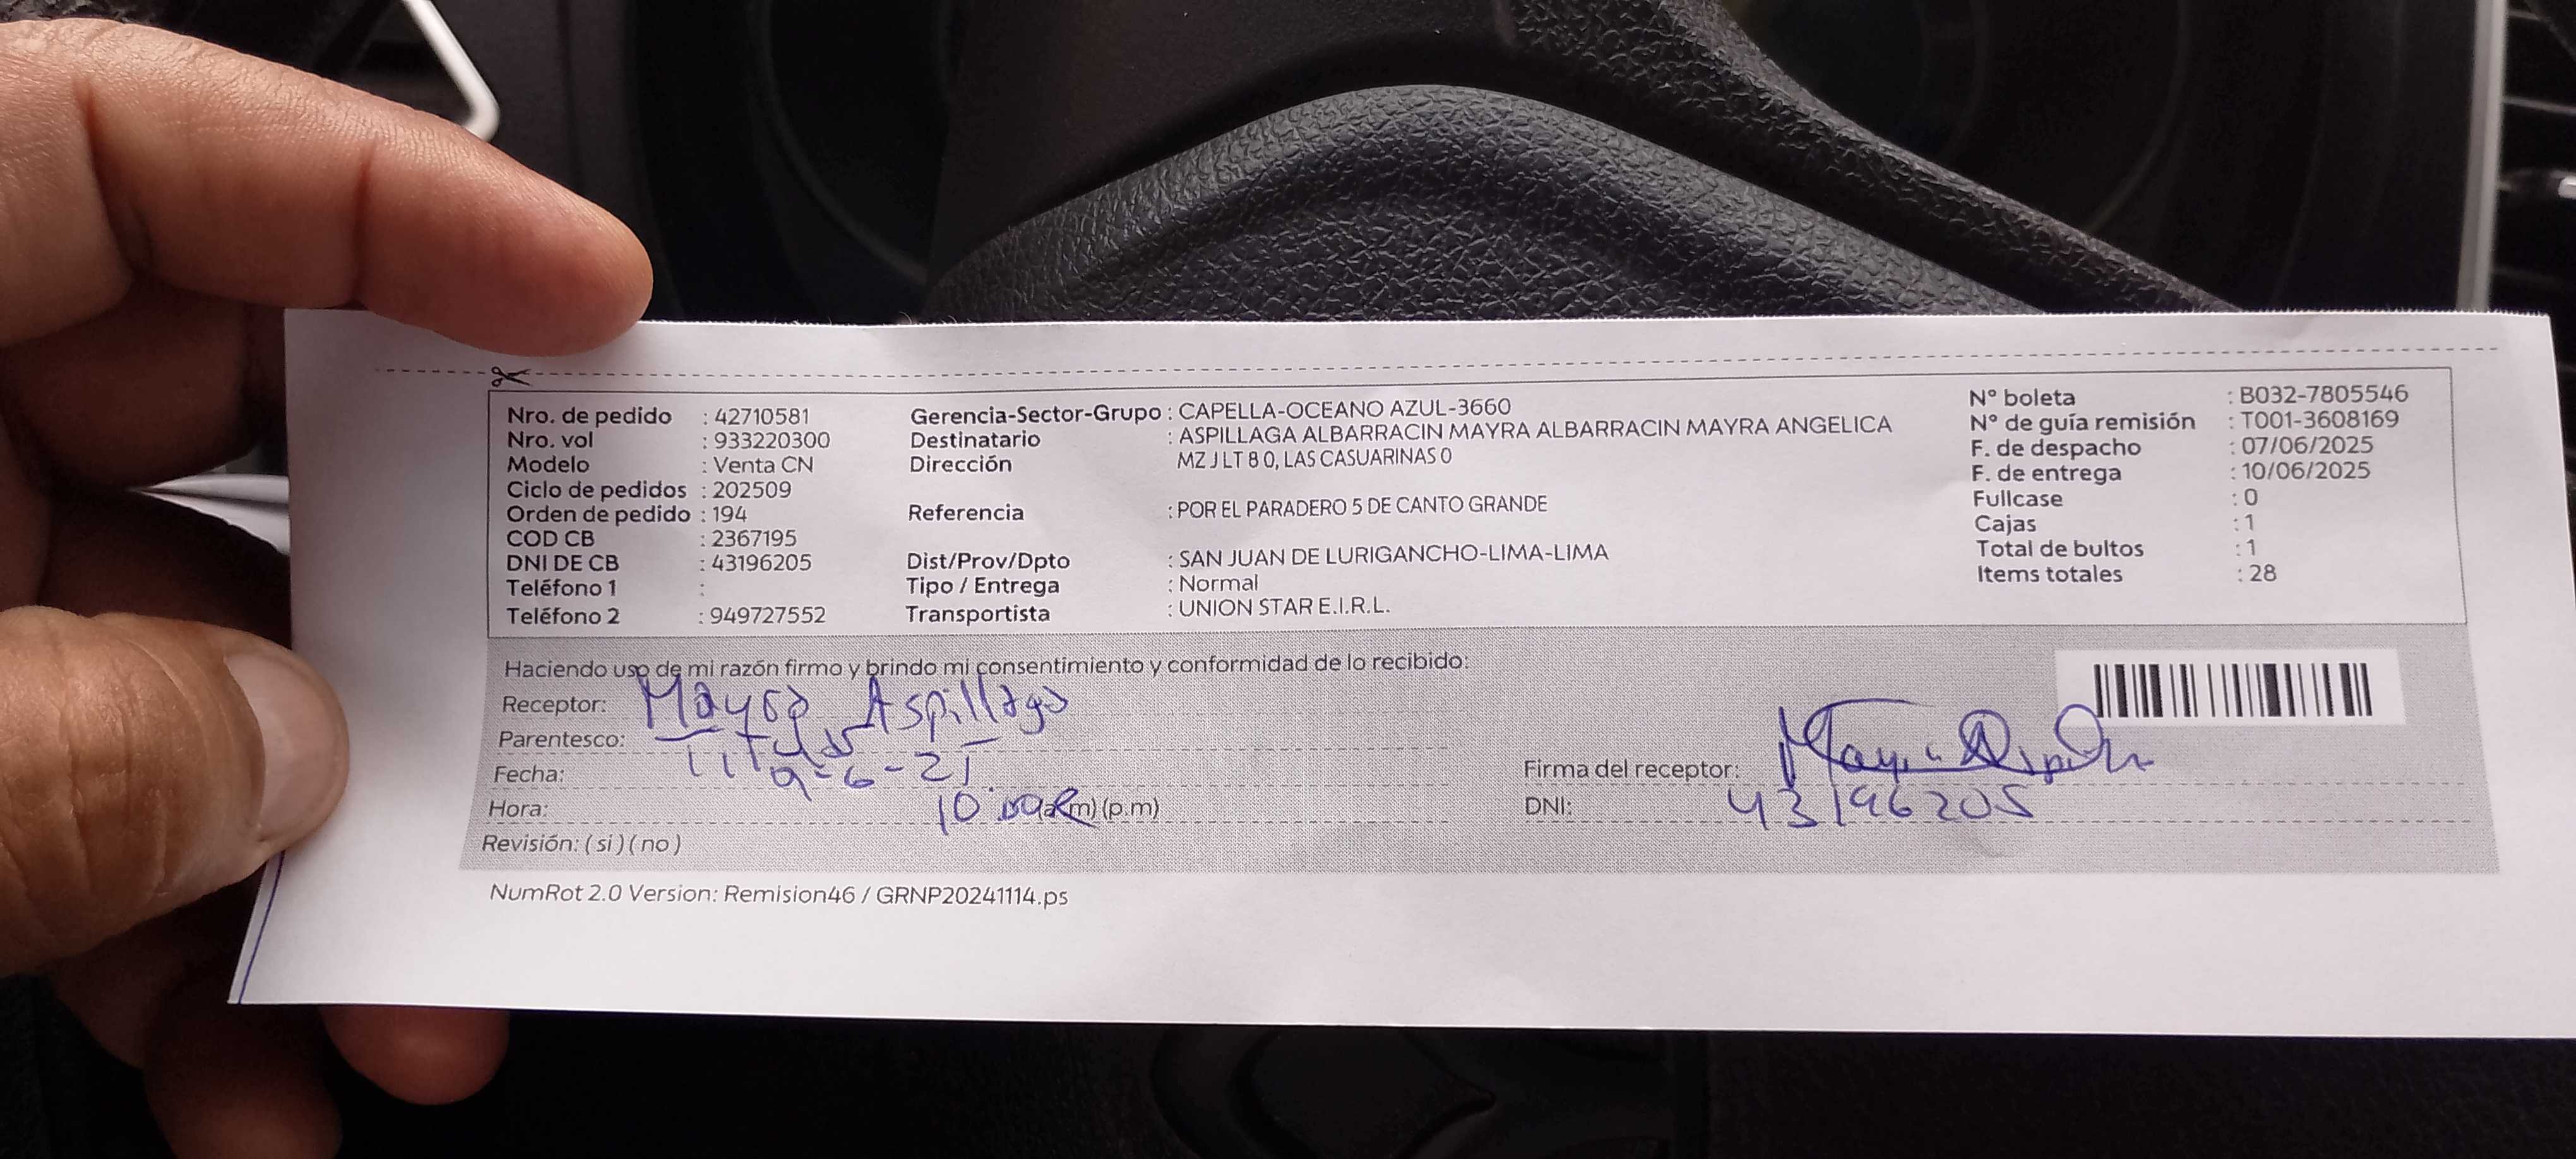 Nro. de pedido : 42710581
Nro. vol : 933220300
Modelo : Venta CN
Ciclo de pedidos : 202509
Orden de pedido : 194
COD CB : 2367195
DNI DE CB : 43196205
Teléfono 1 :
Teléfono 2 : 949727552
Gerencia-Sector-Grupo : CAPELLA-OCEANO AZUL-3660
Destinatario : ASPILLAGA ALBARRACIN MAYRA ALBARRACIN MAYRA ANGELICA
Dirección MZ J LT 8 0, LAS CASUARINAS 0
Referencia : POR EL PARADERO 5 DE CANTO GRANDE
Dist/Prov/Dpto : SAN JUAN DE LURIGANCHO-LIMA-LIMA
Tipo / Entrega : Normal
Transportista : UNION STAR E.I.R.L.
N° boleta : B032-7805546
N° de guía remisión : T001-3608169
F. de despacho : 07/06/2025
F. de entrega : 10/06/2025
Fullcase : 0
Cajas : 1
Total de bultos : 1
Items totales : 28
Haciendo uso de mi razón firmo y brindo mi consentimiento y conformidad de lo recibido:
Receptor: Mayra Aspillaga
Parentesco: Titular
Fecha: 9-6-25
Hora: 10:00 (a.m) (p.m)
Revisión: ( si ) ( no )
Firma del receptor:
DNI: 43196205
NumRot 2.0 Version: Remision46 / GRNP20241114.ps